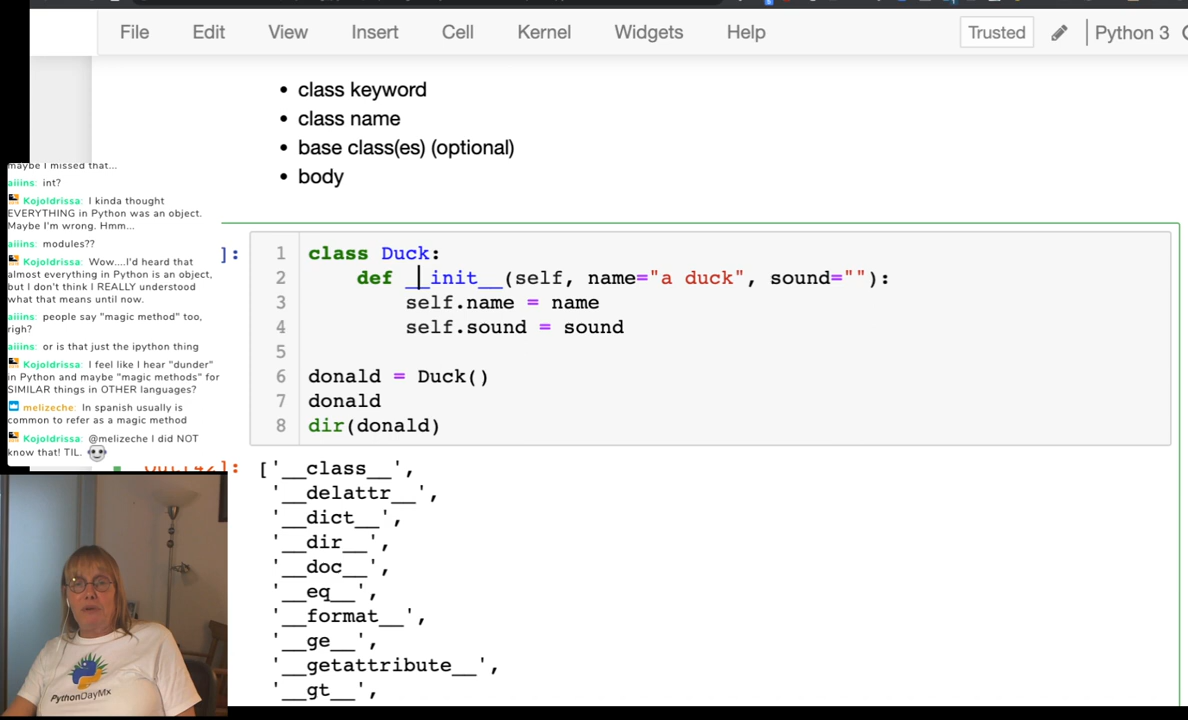 File Edit View Insert Cell Kernel Widgets Help Trusted Python 3
• class keyword
• class name
• base class(es) (optional)
• body
maybe I missed that...
aiiins: int?
Kojoldrissa: I kinda thought
EVERYTHING in Python was an object.
Maybe I'm wrong. Hmm...
aiiins: modules??
Kojoldrissa: Wow....I'd heard that
almost everything in Python is an object,
but I don't think I REALLY understood
what that means until now.
aiiins: people say "magic method" too,
righ?
aiiins: or is that just the ipython thing
Kojoldrissa: I feel like I hear "dunder"
in Python and maybe "magic methods" for
SIMILAR things in OTHER languages?
melizeche: In spanish usually is
common to refer as a magic method
Kojoldrissa: @melizeche I did NOT
know that! TIL.
]:
1 class Duck:
2 def __init__(self, name="a duck", sound=""):
3 self.name = name
4 self.sound = sound
5
6 donald = Duck()
7 donald
8 dir(donald)
Out[42]:
['__class__',
'__delattr__',
'__dict__',
'__dir__',
'__doc__',
'__eq__',
'__format__',
'__ge__',
'__getattribute__',
'__gt__',
PythonDayMx